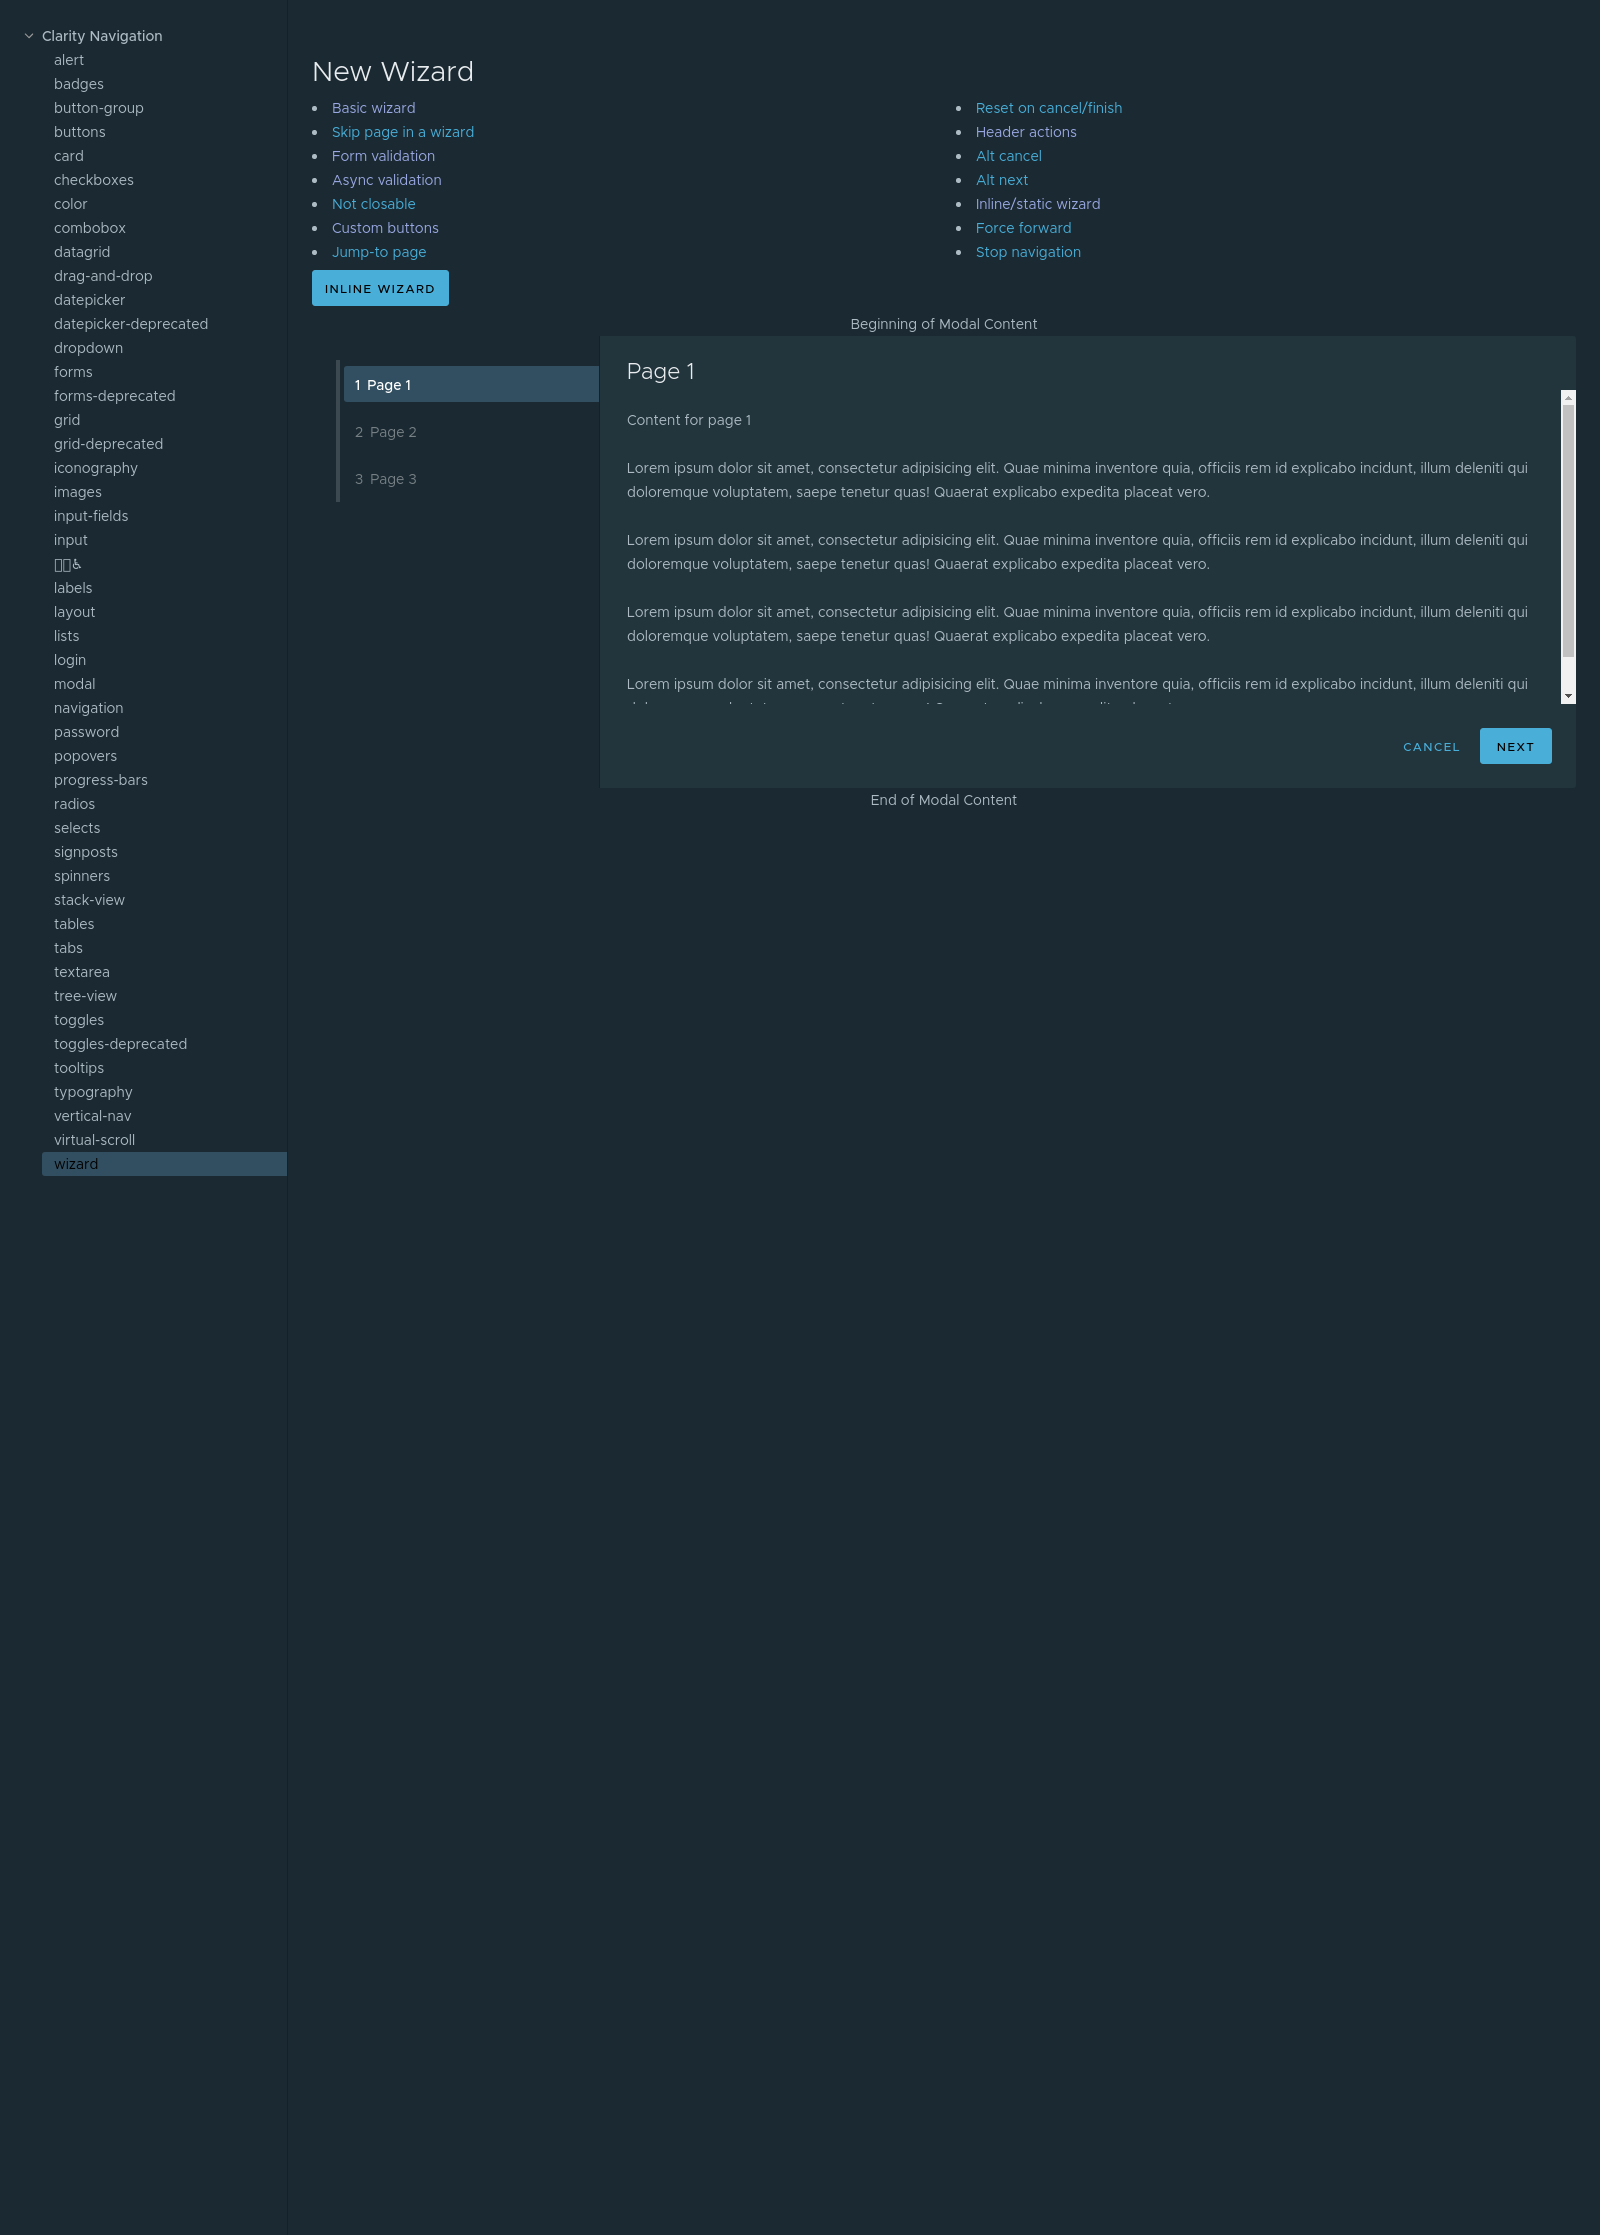 Clarity Navigation
alert
badges
button-group
buttons
card
checkboxes
color
combobox
datagrid
drag-and-drop
datepicker
datepicker-deprecated
dropdown
forms
forms-deprecated
grid
grid-deprecated
iconography
images
input-fields
input
♿
labels
layout
lists
login
modal
navigation
password
popovers
progress-bars
radios
selects
signposts
spinners
stack-view
tables
tabs
textarea
tree-view
toggles
toggles-deprecated
tooltips
typography
vertical-nav
virtual-scroll
wizard
New Wizard
Basic wizard
Skip page in a wizard
Form validation
Async validation
Not closable
Custom buttons
Jump-to page
Reset on cancel/finish
Header actions
Alt cancel
Alt next
Inline/static wizard
Force forward
Stop navigation
INLINE WIZARD
Beginning of Modal Content
1 Page 1
2 Page 2
3 Page 3
Page 1
Content for page 1
Lorem ipsum dolor sit amet, consectetur adipisicing elit. Quae minima inventore quia, officiis rem id explicabo incidunt, illum deleniti qui
doloremque voluptatem, saepe tenetur quas! Quaerat explicabo expedita placeat vero.
Lorem ipsum dolor sit amet, consectetur adipisicing elit. Quae minima inventore quia, officiis rem id explicabo incidunt, illum deleniti qui
doloremque voluptatem, saepe tenetur quas! Quaerat explicabo expedita placeat vero.
Lorem ipsum dolor sit amet, consectetur adipisicing elit. Quae minima inventore quia, officiis rem id explicabo incidunt, illum deleniti qui
doloremque voluptatem, saepe tenetur quas! Quaerat explicabo expedita placeat vero.
Lorem ipsum dolor sit amet, consectetur adipisicing elit. Quae minima inventore quia, officiis rem id explicabo incidunt, illum deleniti qui
CANCEL
NEXT
End of Modal Content